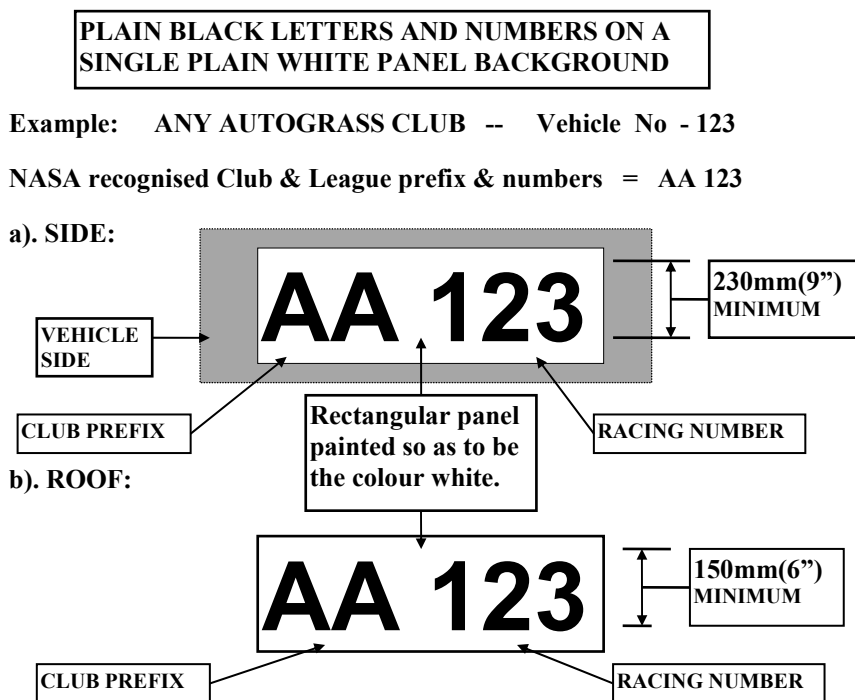 PLAIN BLACK LETTERS AND NUMBERS ON A
SINGLE PLAIN WHITE PANEL BACKGROUND
Example: ANY AUTOGRASS CLUB -- Vehicle No - 123
NASA recognised Club & League prefix & numbers = AA 123
a). SIDE:
AA 123
230mm(9”)
MINIMUM
VEHICLE
SIDE
CLUB PREFIX
Rectangular panel
painted so as to be
the colour white.
RACING NUMBER
b). ROOF:
AA 123
150mm(6”)
MINIMUM
CLUB PREFIX
RACING NUMBER